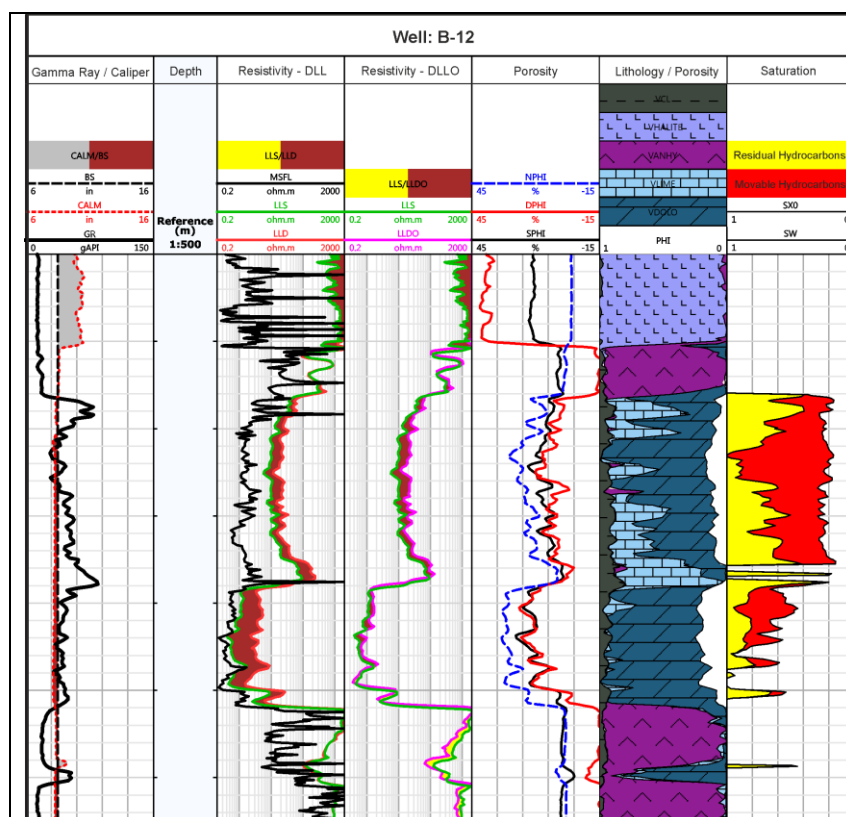 Well: B-12
Gamma Ray / Caliper
Depth
Resistivity - DLL
Resistivity - DLLO
Porosity
Lithology / Porosity
Saturation
CALM/BS
BS
6 in 16
CALM
6 in 16
GR
0 gAPI 150
Reference
(m)
1:500
LLS/LLD
MSFL
0.2 ohm.m 2000
LLS
0.2 ohm.m 2000
LLD
0.2 ohm.m 2000
LLS/LLDO
LLS
0.2 ohm.m 2000
LLDO
0.2 ohm.m 2000
NPHI
45 % -15
DPHI
45 % -15
SPHI
45 % -15
VCL
VHALITE
VANHY
VLIME
VDOLO
PHI
1 0
Residual Hydrocarbons
Movable Hydrocarbons
SX0
1 0
SW
1 0